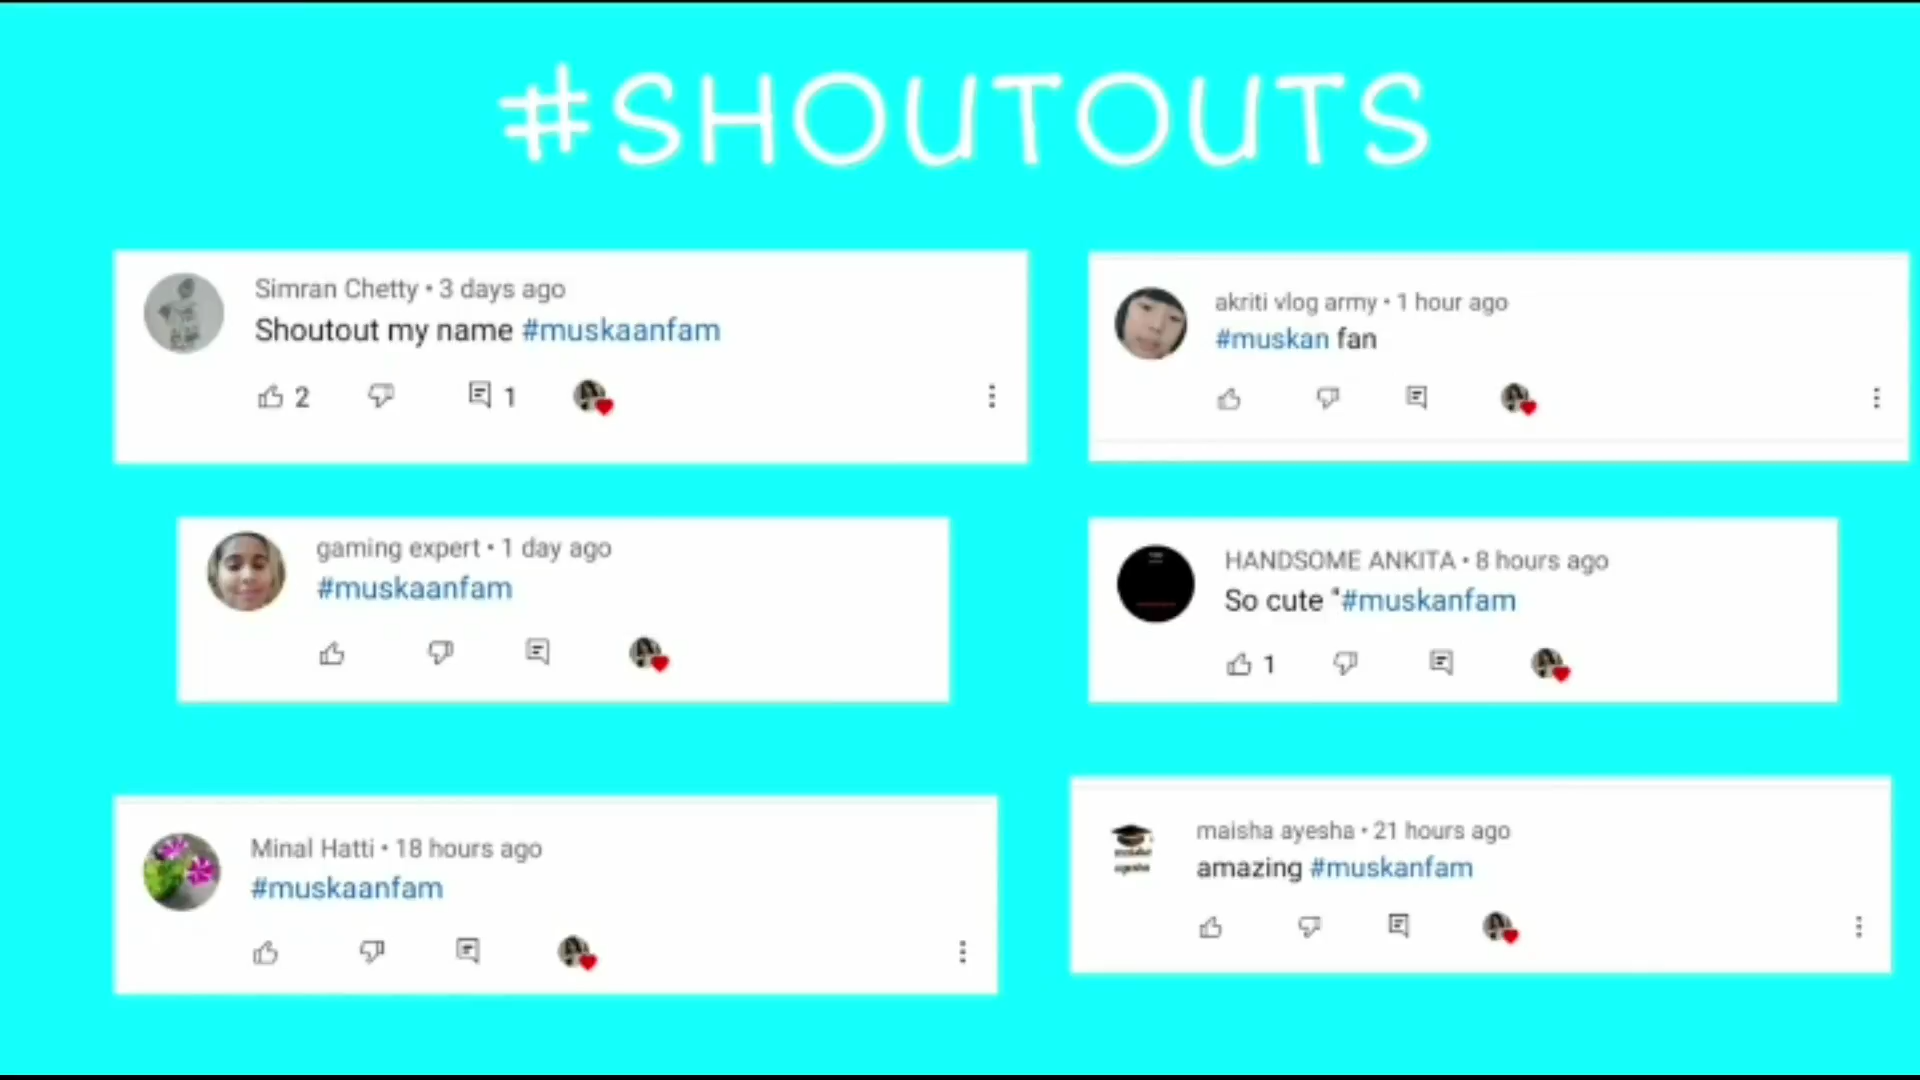 #SHOUTOUTS
Simran Chetty • 3 days ago
Shoutout my name #muskaanfam
2
1
akriti vlog army • 1 hour ago
#muskan fan
gaming expert • 1 day ago
#muskaanfam
HANDSOME ANKITA • 8 hours ago
So cute "#muskanfam
1
Minal Hatti • 18 hours ago
#muskaanfam
maisha ayesha • 21 hours ago
amazing #muskanfam